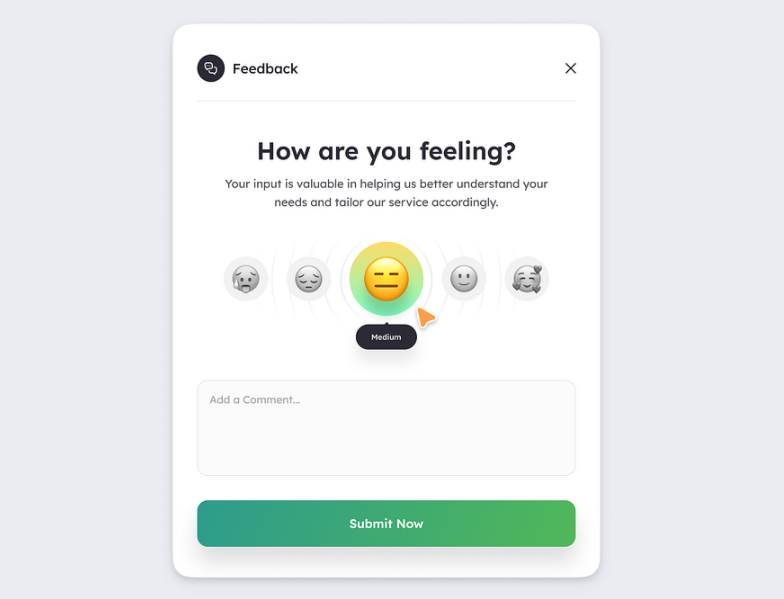 Feedback
How are you feeling?
Your input is valuable in helping us better understand your
needs and tailor our service accordingly.
Medium
Add a Comment...
Submit Now